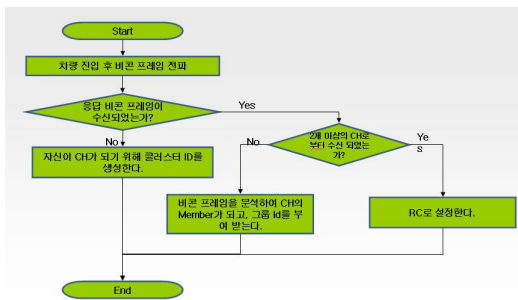 Start
차량 진입 후 비콘 프레임 전파
응답 비콘 프레임이
수신되었는가?
Yes
No
2개 이상의 CH로
부터 수신 되었는
가?
No
Ye
s
자신이 CH가 되기 위해 클러스터 ID를
생성한다.
비콘 프레임을 분석하여 CH의
Member가 되고, 그룹 Id를 부
여 받는다.
RC로 설정한다.
End